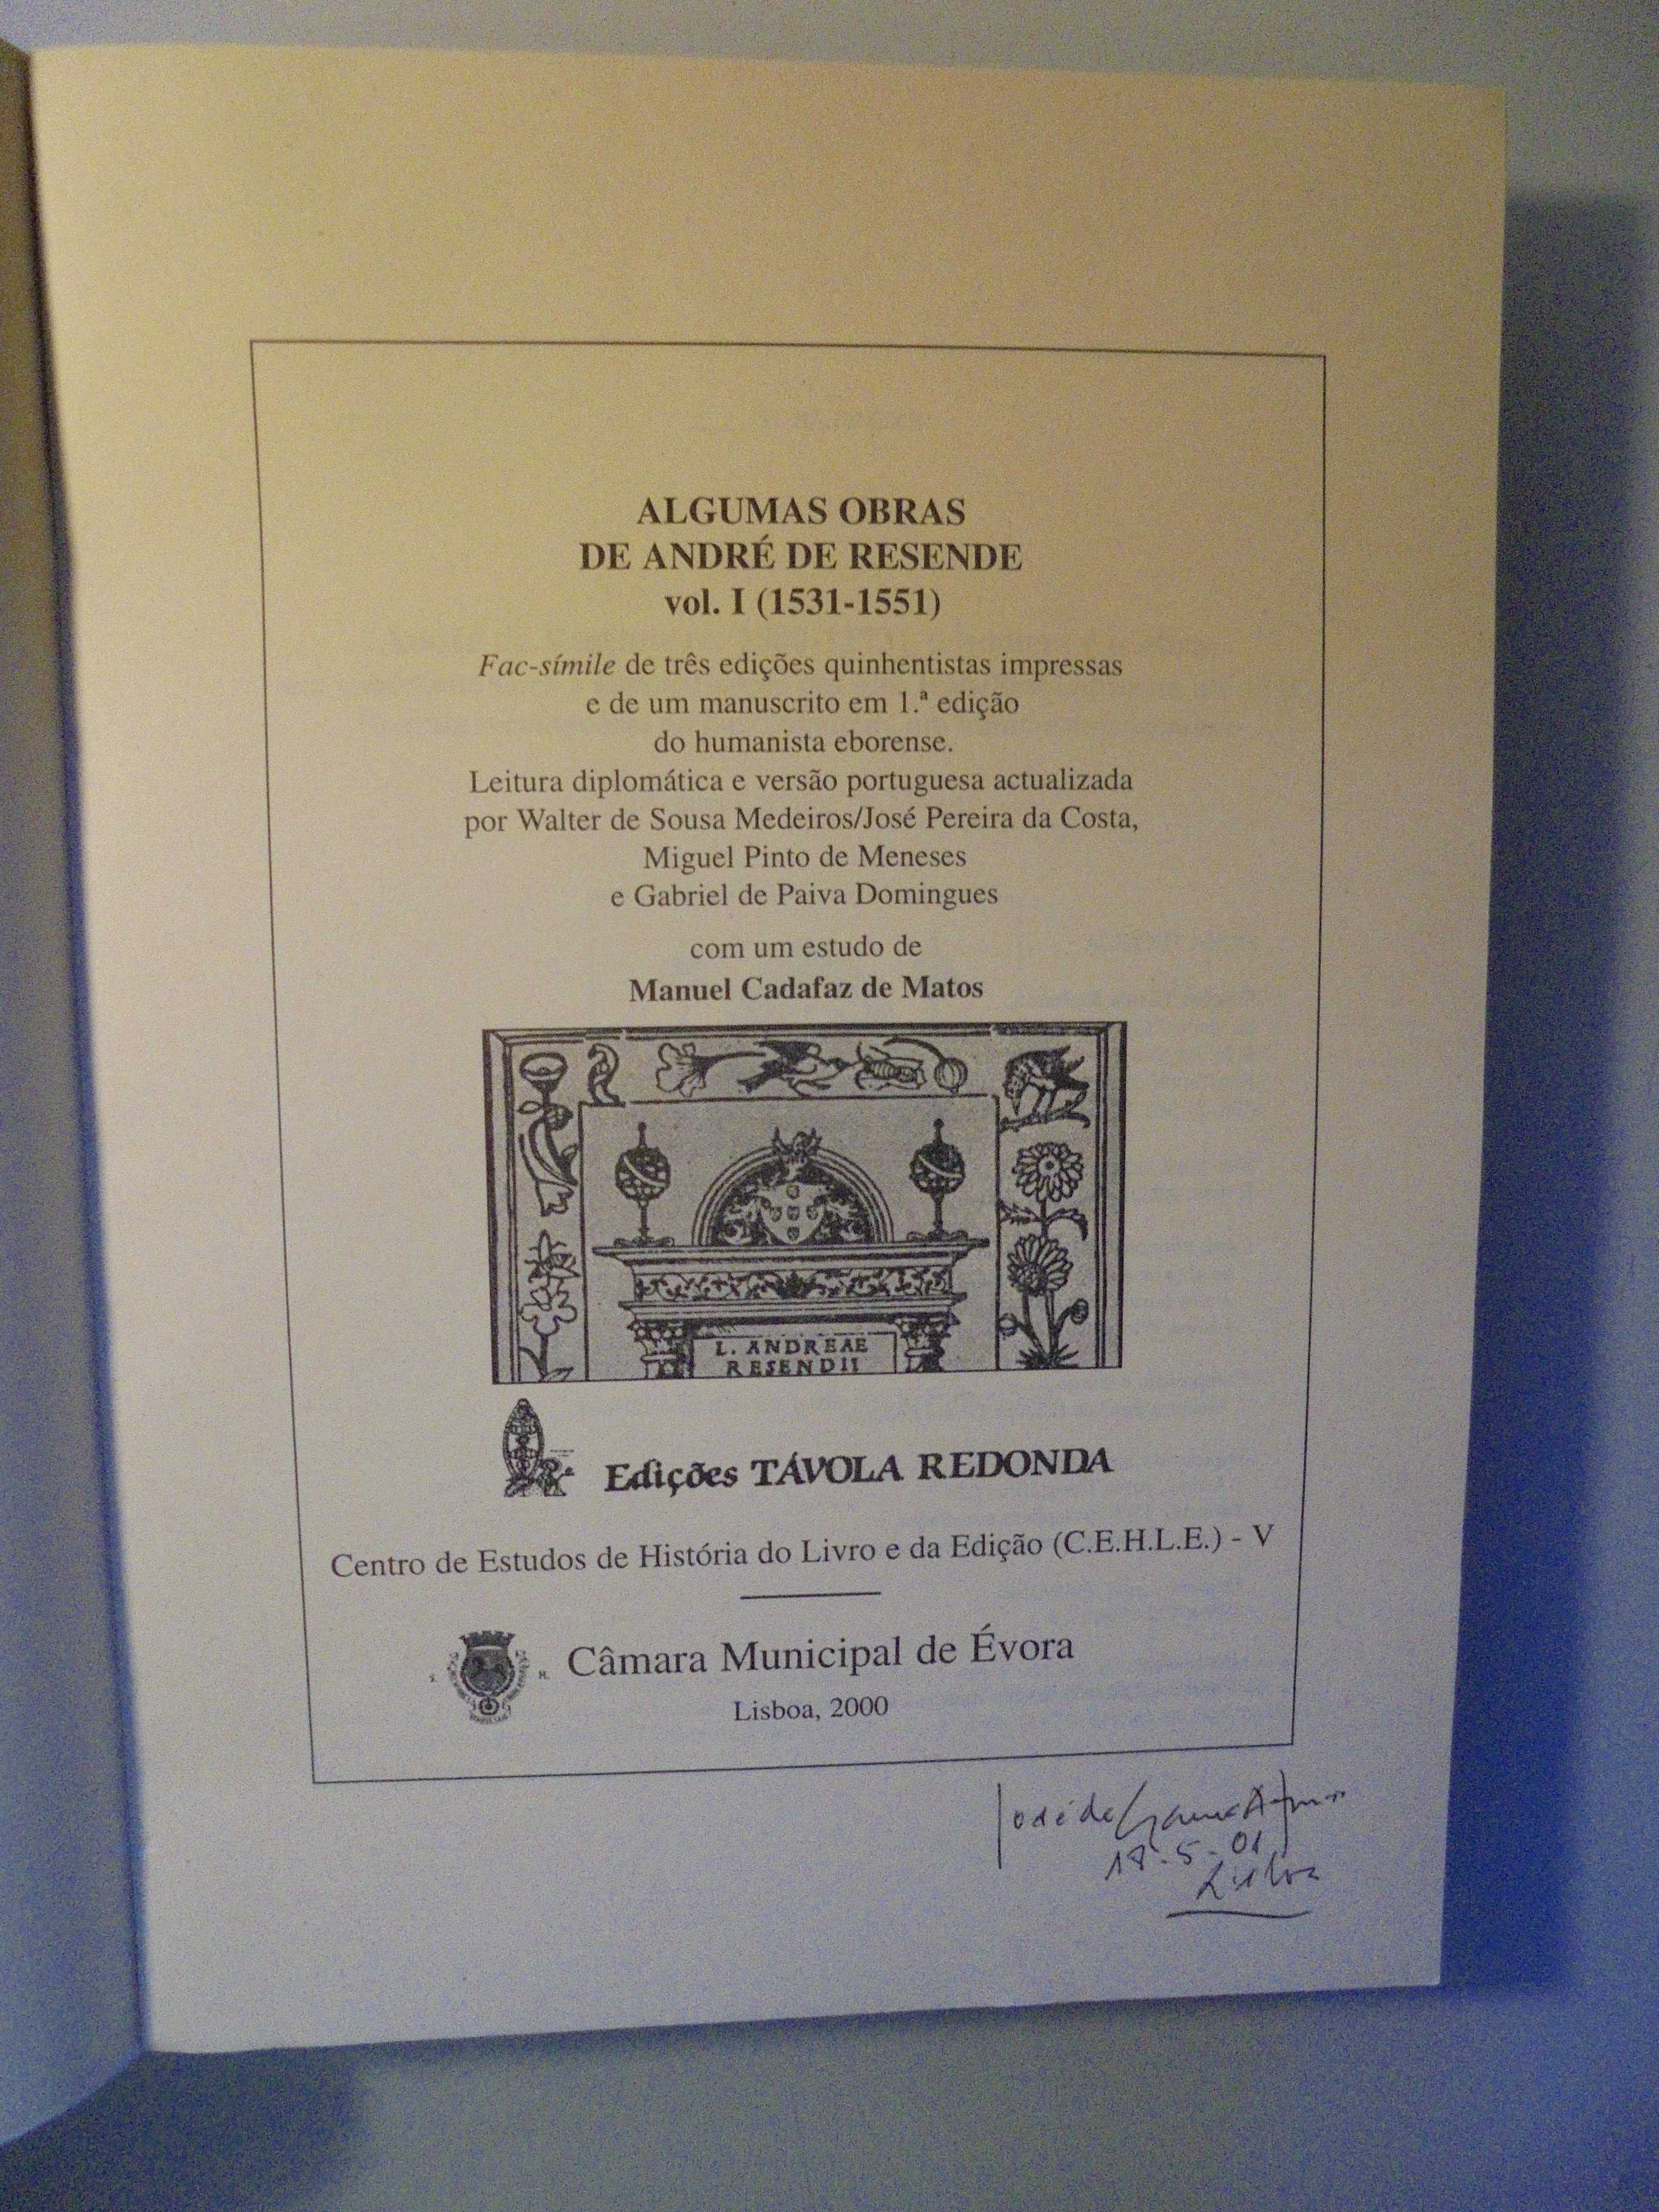 ALGUMAS OBRAS
DE ANDRÉ DE RESENDE
vol. I (1531-1551)
Fac-símile de três edições quinhentistas impressas
e de um manuscrito em 1.ª edição
do humanista eborense.
Leitura diplomática e versão portuguesa actualizada
por Walter de Sousa Medeiros/José Pereira da Costa,
Miguel Pinto de Meneses
e Gabriel de Paiva Domingues
com um estudo de
Manuel Cadafaz de Matos
L. ANDREAE
RESENDII
Edições TÁVOLA REDONDA
Centro de Estudos de História do Livro e da Edição (C.E.H.L.E.) - V
Câmara Municipal de Évora
Lisboa, 2000
José da
5-01
Lisboa